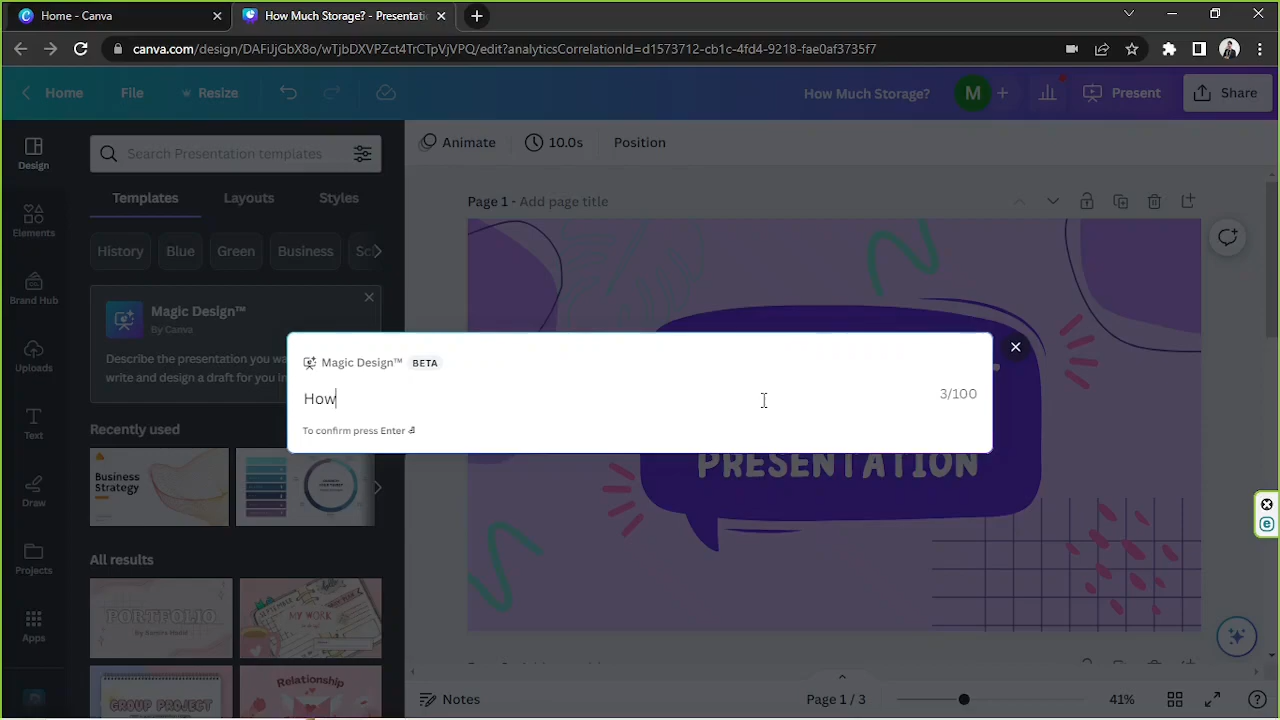 Home - Canva
How Much Storage? - Presentatio
canva.com/design/DAFiJjGbX8o/wTjbDXVPZct4TrCTpVjVPQ/edit?analyticsCorrelationId=d1573712-cb1c-4fd4-9218-fae0af3735f7
Home
File
Resize
How Much Storage?
M
Present
Share
Design
Elements
Brand Hub
Uploads
Text
Draw
Projects
Apps
Search Presentation templates
Templates
Layouts
Styles
History
Blue
Green
Business
Sc
Magic Design™
By Canva
Describe the presentation you wa
write and design a draft for you in
Recently used
Business
Strategy
All results
PORTFOLIO
MY WORK
GROUP PROJECT
Relationship
Animate
10.0s
Position
Page 1 - Add page title
Magic Design™ BETA
How
3/100
To confirm press Enter
PRESENTATION
Notes
Page 1 / 3
41%